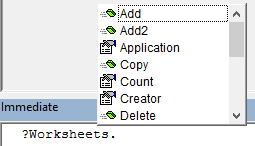 Add
Add2
Application
Copy
Count
Creator
Delete
Immediate
?Worksheets.